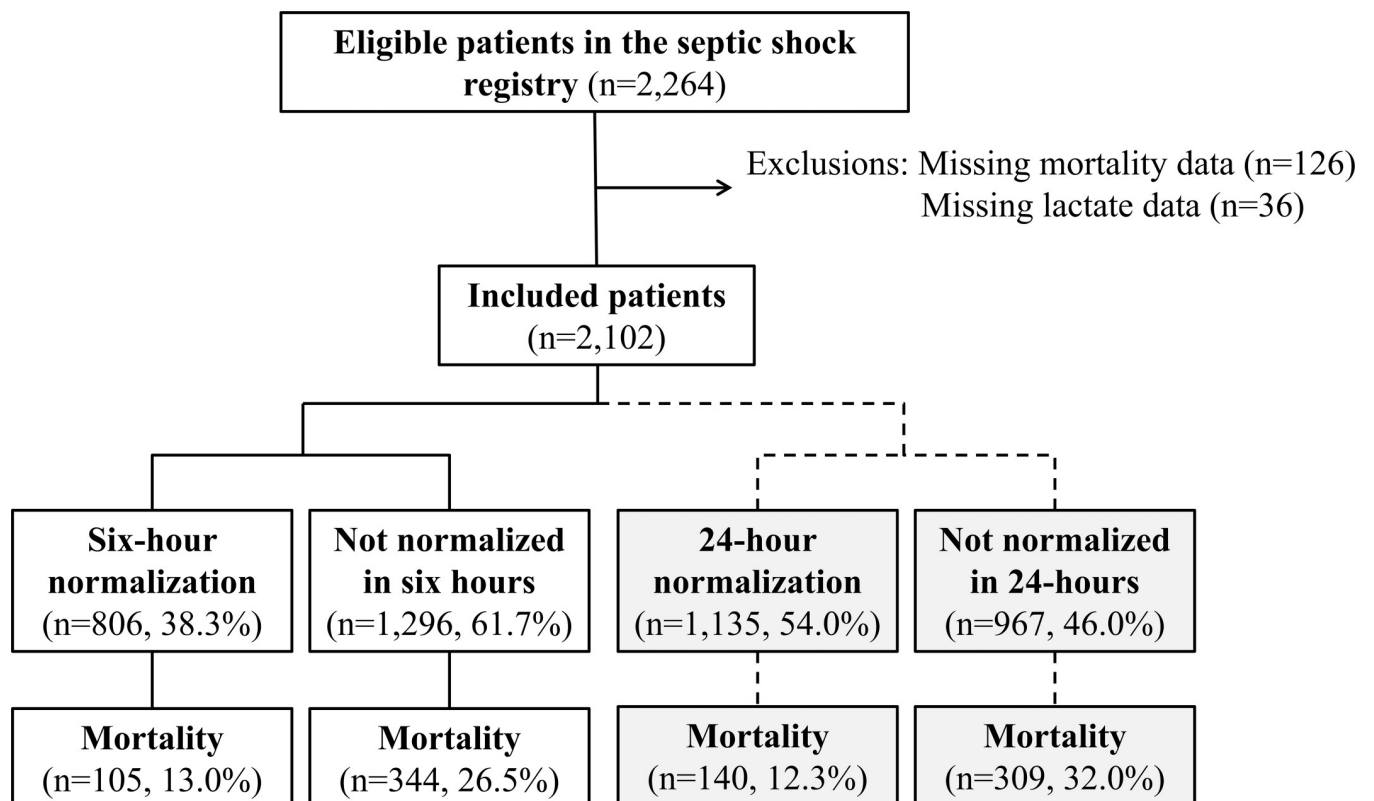 Eligible patients in the septic shock
registry (n=2,264)
Exclusions: Missing mortality data (n=126)
Missing lactate data (n=36)
Included patients
(n=2,102)
Six-hour
normalization
(n=806, 38.3%)
Not normalized
in six hours
(n=1,296, 61.7%)
24-hour
normalization
(n=1,135, 54.0%)
Not normalized
in 24-hours
(n=967, 46.0%)
Mortality
(n=105, 13.0%)
Mortality
(n=344, 26.5%)
Mortality
(n=140, 12.3%)
Mortality
(n=309, 32.0%)